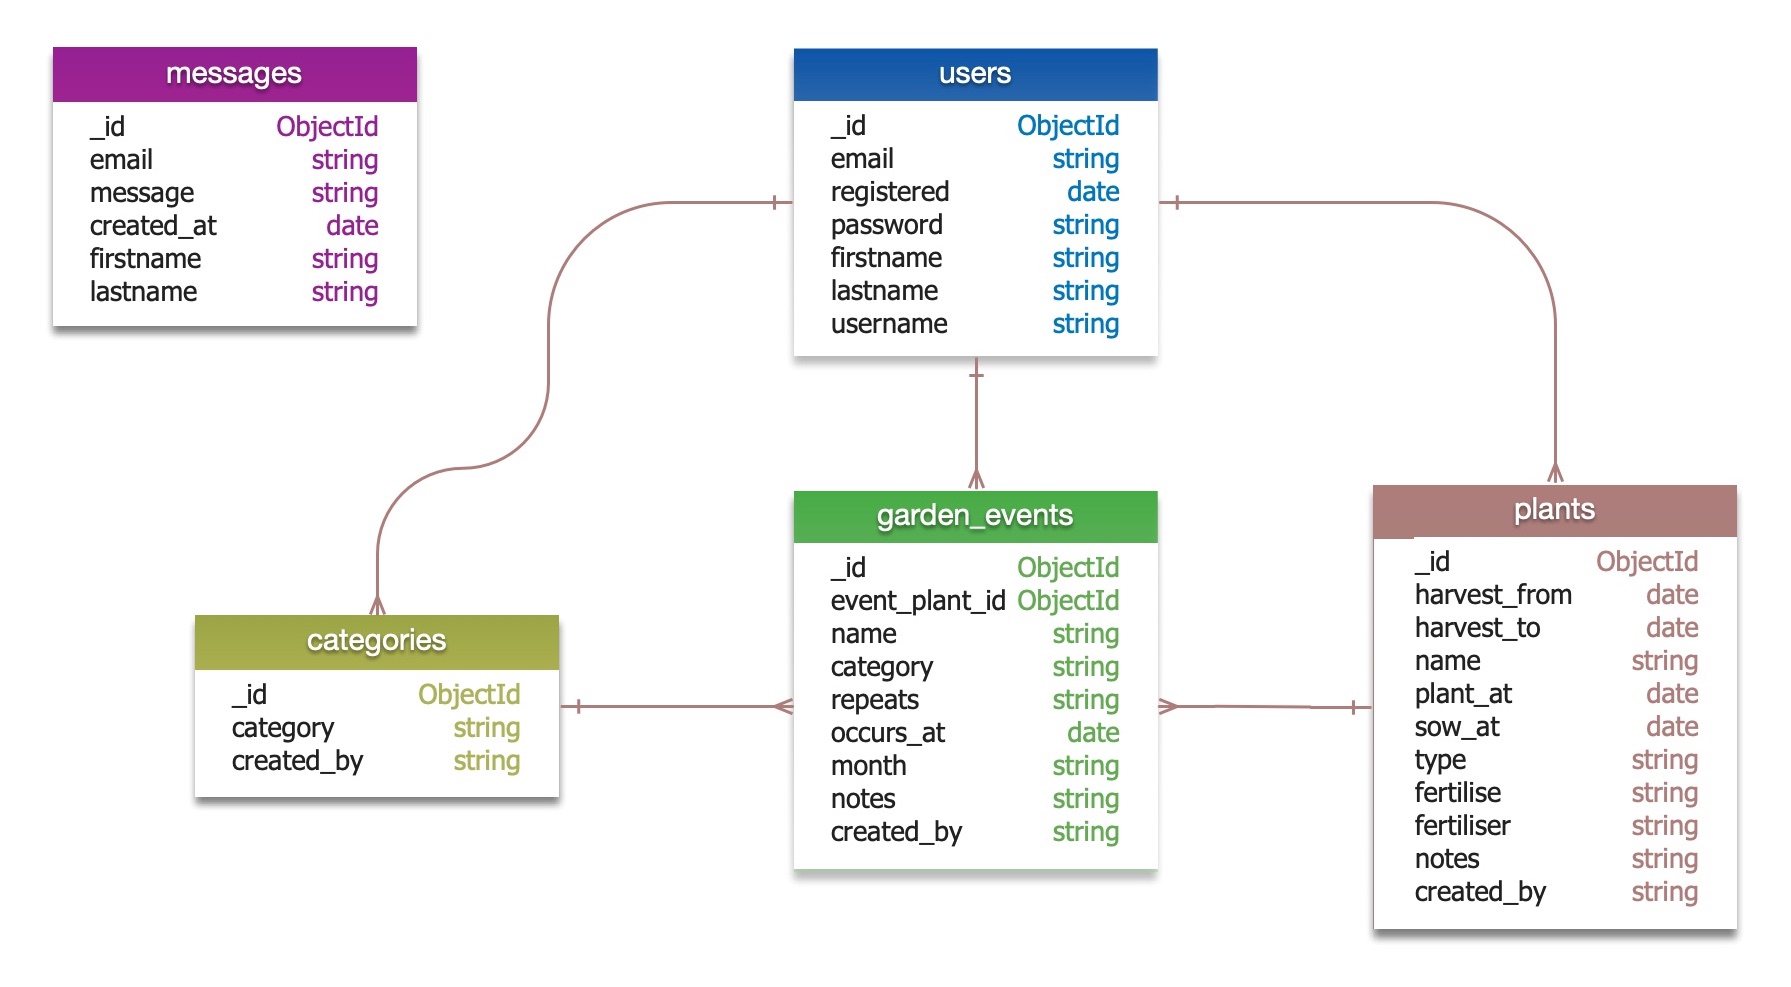 messages
_id ObjectId
email string
message string
created_at date
firstname string
lastname string
users
_id ObjectId
email string
registered date
password string
firstname string
lastname string
username string
categories
_id ObjectId
category string
created_by string
garden_events
_id ObjectId
event_plant_id ObjectId
name string
category string
repeats string
occurs_at date
month string
notes string
created_by string
plants
_id ObjectId
harvest_from date
harvest_to date
name string
plant_at date
sow_at date
type string
fertilise string
fertiliser string
notes string
created_by string